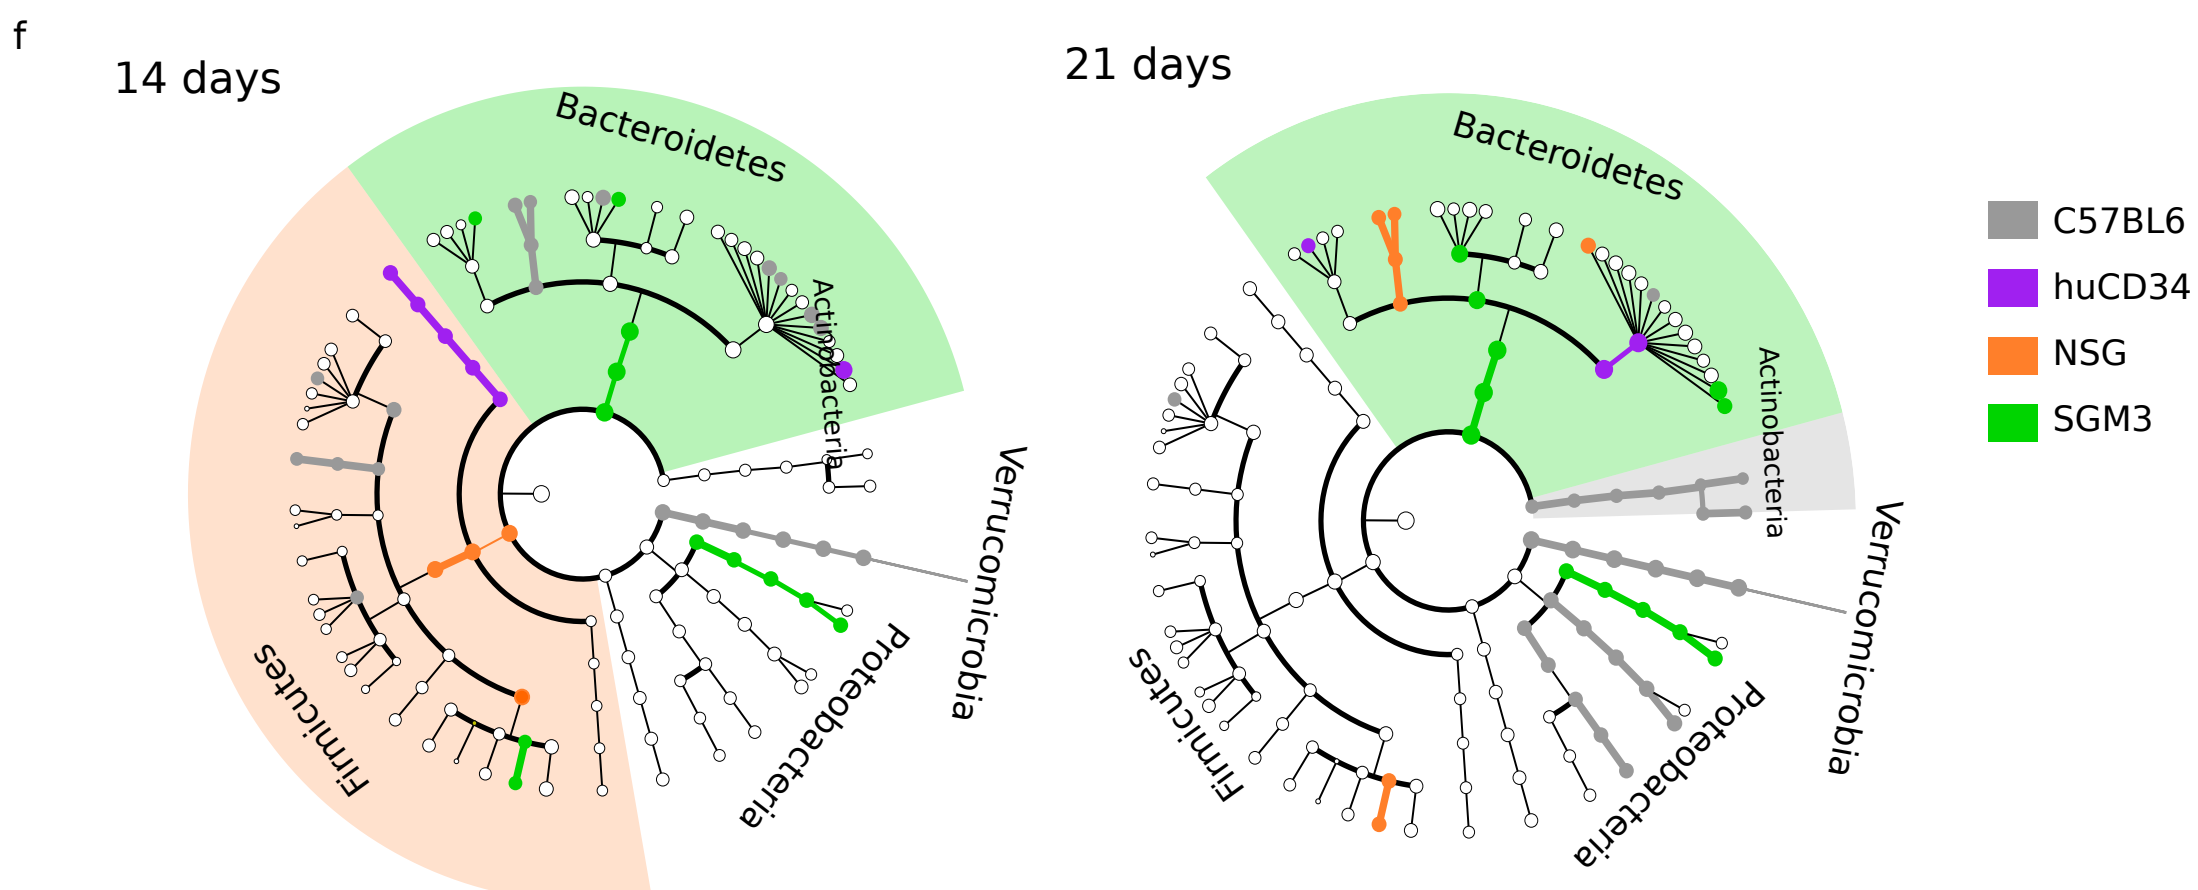 f
14 days
21 days
Bacteroidetes
Actinobacteria
Verrucomicrobia
Proteobacteria
Firmicutes
Bacteroidetes
Actinobacteria
Verrucomicrobia
Proteobacteria
Firmicutes
C57BL6
huCD34
NSG
SGM3